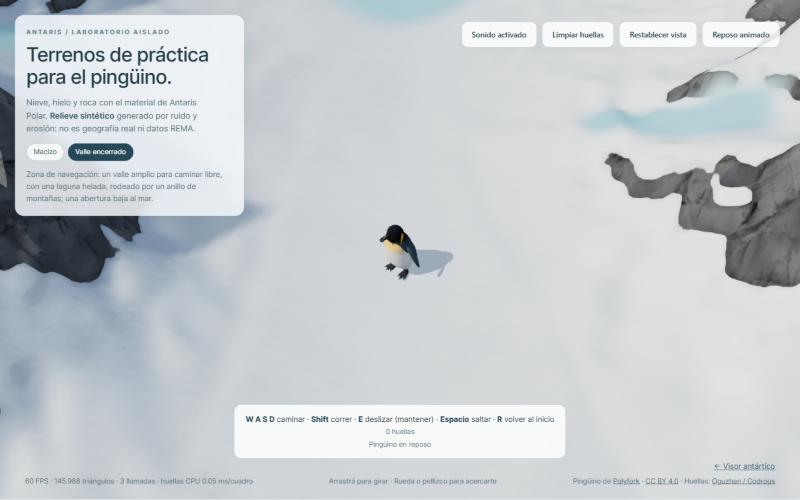 ANTARIS / LABORATORIO AISLADO
Terrenos de práctica
para el pingüino.
Nieve, hielo y roca con el material de Antaris
Polar. Relieve sintético generado por ruido y
erosión: no es geografía real ni datos REMA.
Macizo
Valle encerrado
Zona de navegación: un valle amplio para caminar libre,
con una laguna helada, rodeado por un anillo de
montañas; una abertura baja al mar.
Sonido activado
Limpiar huellas
Restablecer vista
Reposo animado
W A S D caminar · Shift correr · E deslizar (mantener) · Espacio saltar · R volver al inicio
0 huellas
Pingüino en reposo
← Visor antártico
60 FPS · 145.988 triángulos · 3 llamadas · huellas CPU 0.05 ms/cuadro
Arrastrá para girar · Rueda o pellizco para acercarte
Pingüino de Polyfork · CC BY 4.0 · Huellas: Oguzhan / Codrops